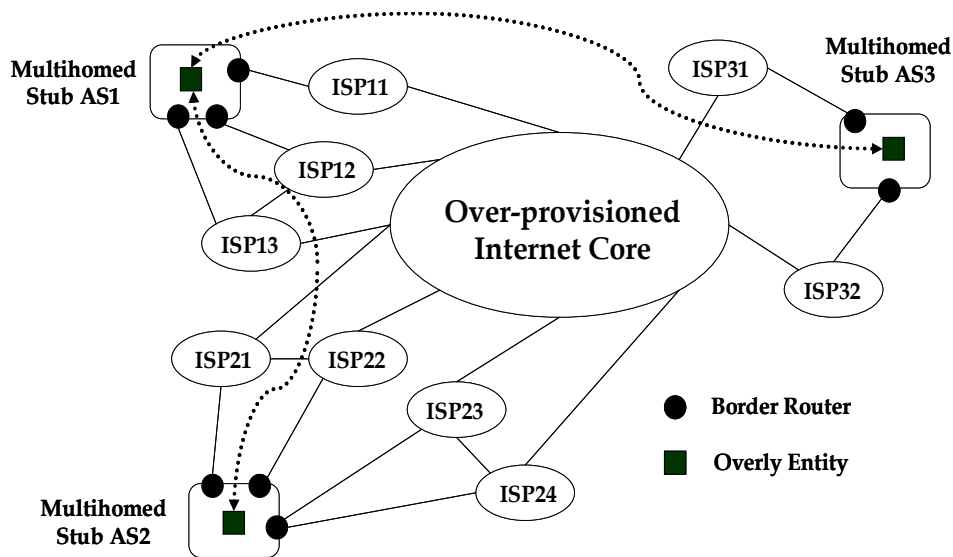 Multihomed
Stub AS1
ISP11
ISP12
ISP13
ISP31
Multihomed
Stub AS3
Over-provisioned
Internet Core
ISP32
ISP21
ISP22
ISP23
ISP24
Multihomed
Stub AS2
Border Router
Overly Entity